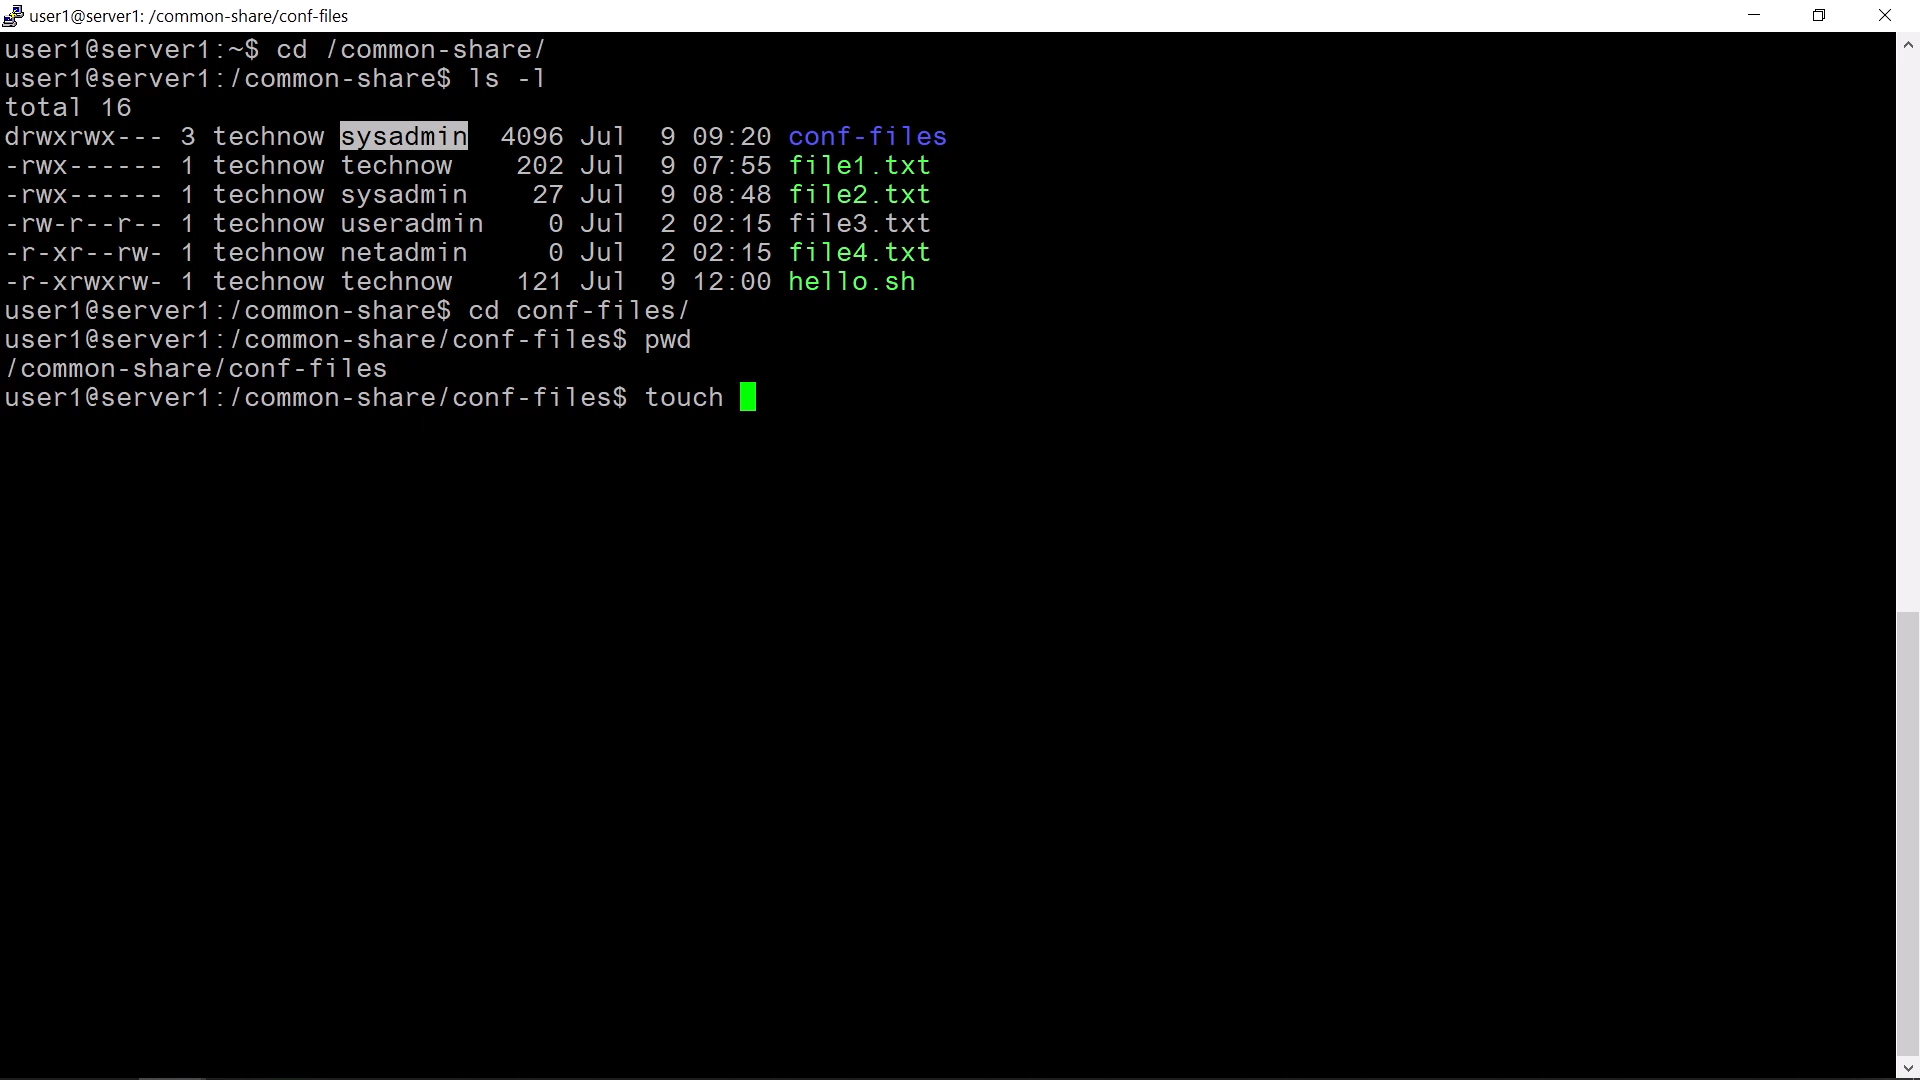 user1@server1: /common-share/conf-files
user1@server1:~$ cd /common-share/
user1@server1:/common-share$ ls -l
total 16
drwxrwx--- 3 technow sysadmin  4096 Jul  9 09:20 conf-files
-rwx------ 1 technow technow    202 Jul  9 07:55 file1.txt
-rwx------ 1 technow sysadmin    27 Jul  9 08:48 file2.txt
-rw-r--r-- 1 technow useradmin    0 Jul  2 02:15 file3.txt
-r-xr--rw- 1 technow netadmin     0 Jul  2 02:15 file4.txt
-r-xrwxrw- 1 technow technow    121 Jul  9 12:00 hello.sh
user1@server1:/common-share$ cd conf-files/
user1@server1:/common-share/conf-files$ pwd
/common-share/conf-files
user1@server1:/common-share/conf-files$ touch